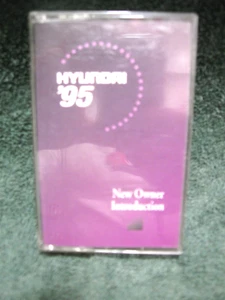 HYUNDAI
'95
New Owner
Introduction